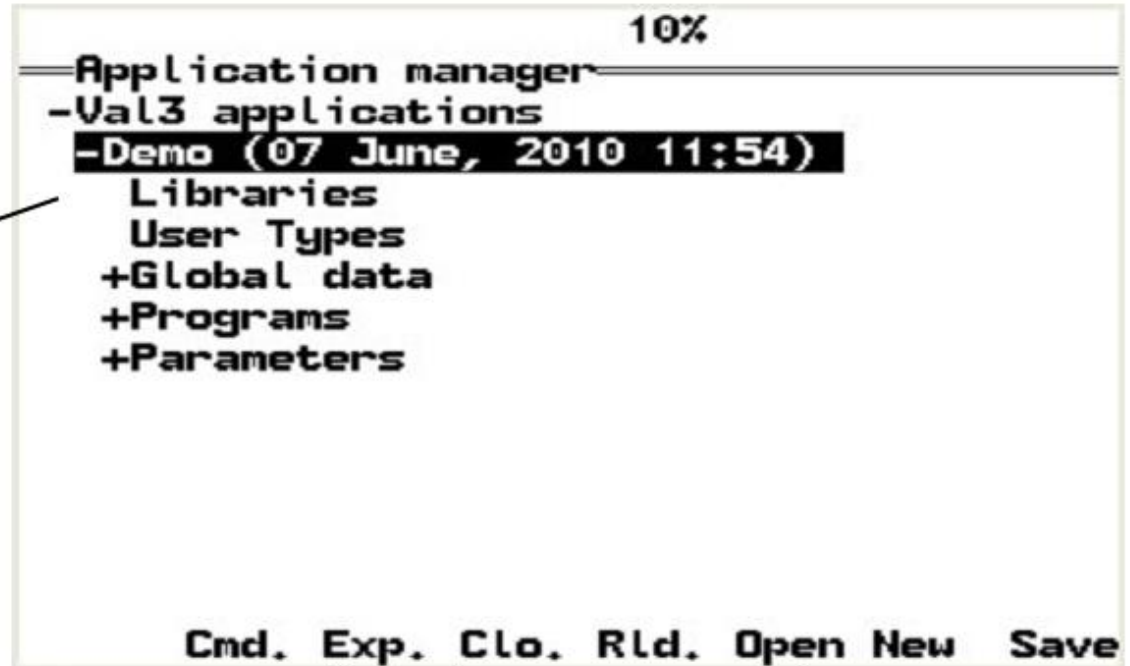 10%
Application manager
-Val3 applications
-Demo (07 June, 2010 11:54)
Libraries
User Types
+Global data
+Programs
+Parameters
Cmd. Exp. Clo. Rld. Open New Save